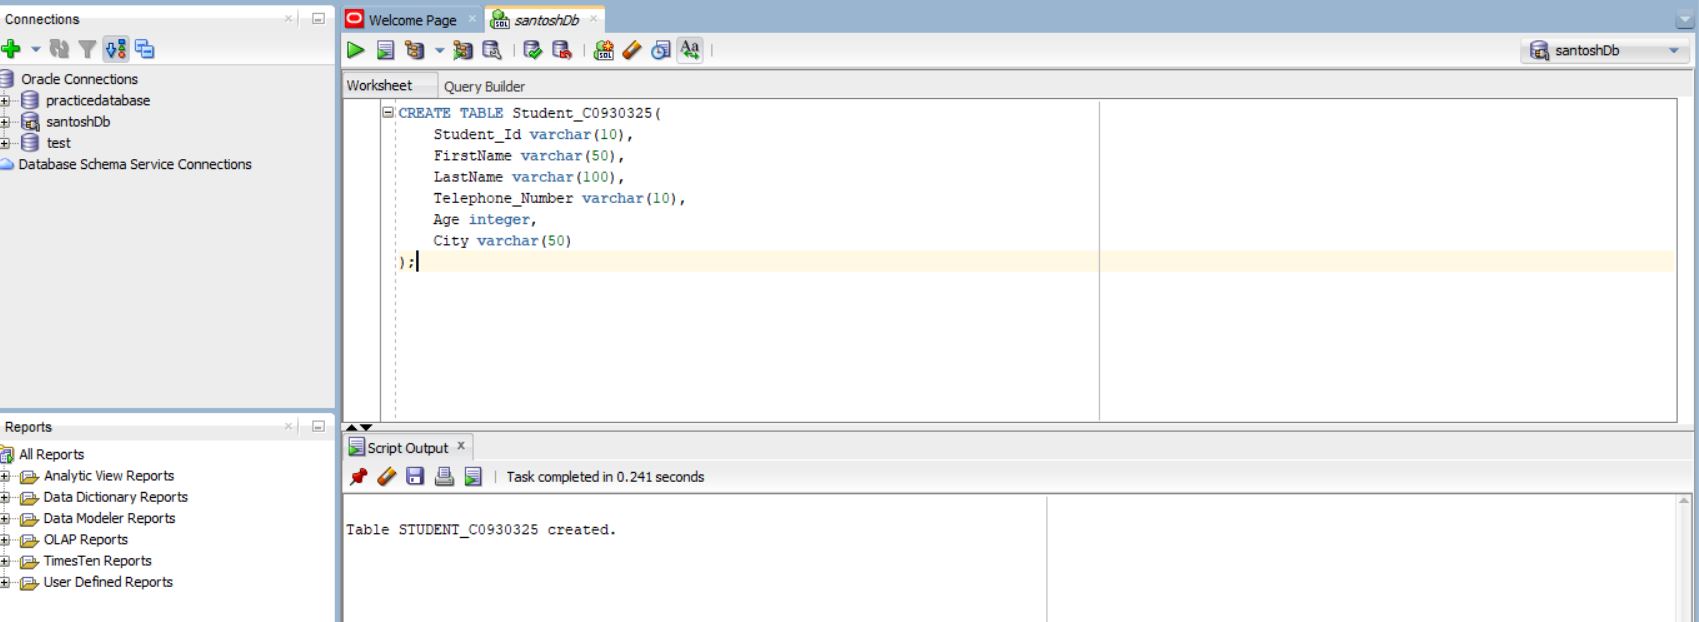 Connections
Oracle Connections
practicedatabase
santoshDb
test
Database Schema Service Connections
Reports
All Reports
Analytic View Reports
Data Dictionary Reports
Data Modeler Reports
OLAP Reports
TimesTen Reports
User Defined Reports
Welcome Page
santoshDb
Aa
santoshDb
Worksheet
Query Builder
CREATE TABLE Student_C0930325(
Student_Id varchar(10),
FirstName varchar(50),
LastName varchar(100),
Telephone_Number varchar(10),
Age integer,
City varchar(50)
);
Script Output
Task completed in 0.241 seconds
Table STUDENT_C0930325 created.